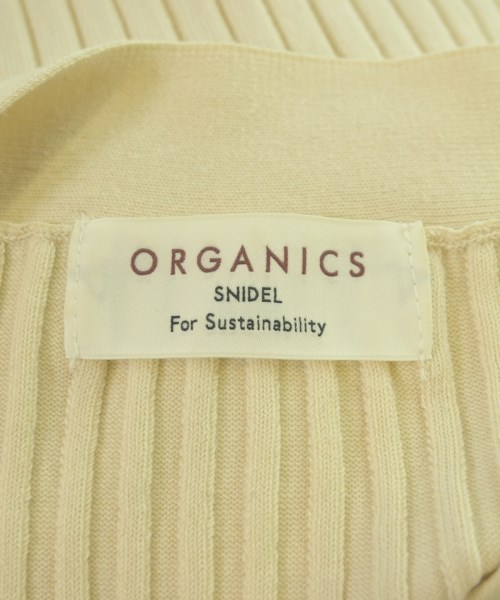 ORGANICS
SNIDEL
For Sustainability